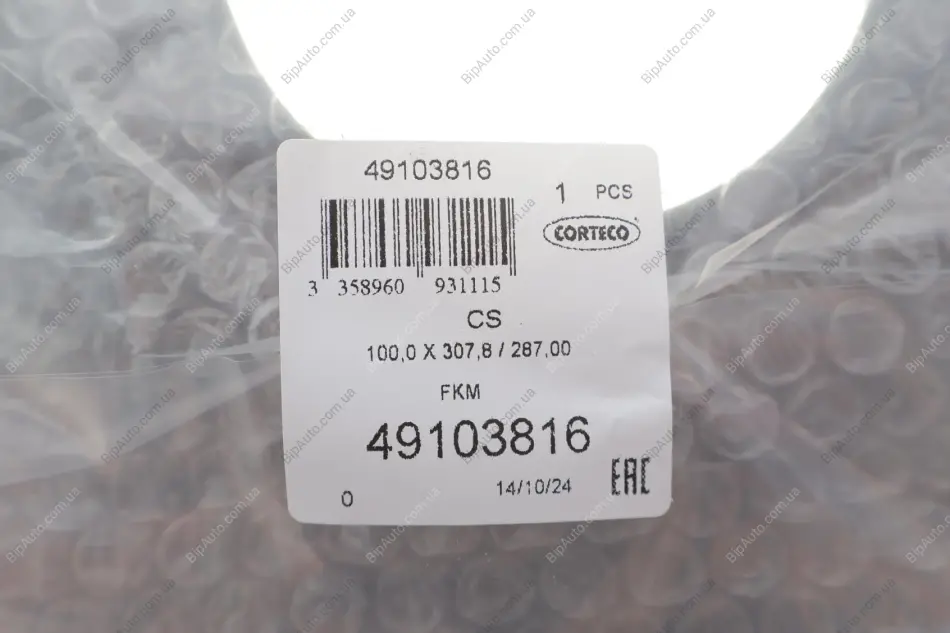 49103816
1 PCS
CORTECO
3 358960 931115
CS
100,0 X 307,8 / 287,00
FKM
49103816
0 14/10/24 EAC
BipAuto.com.ua